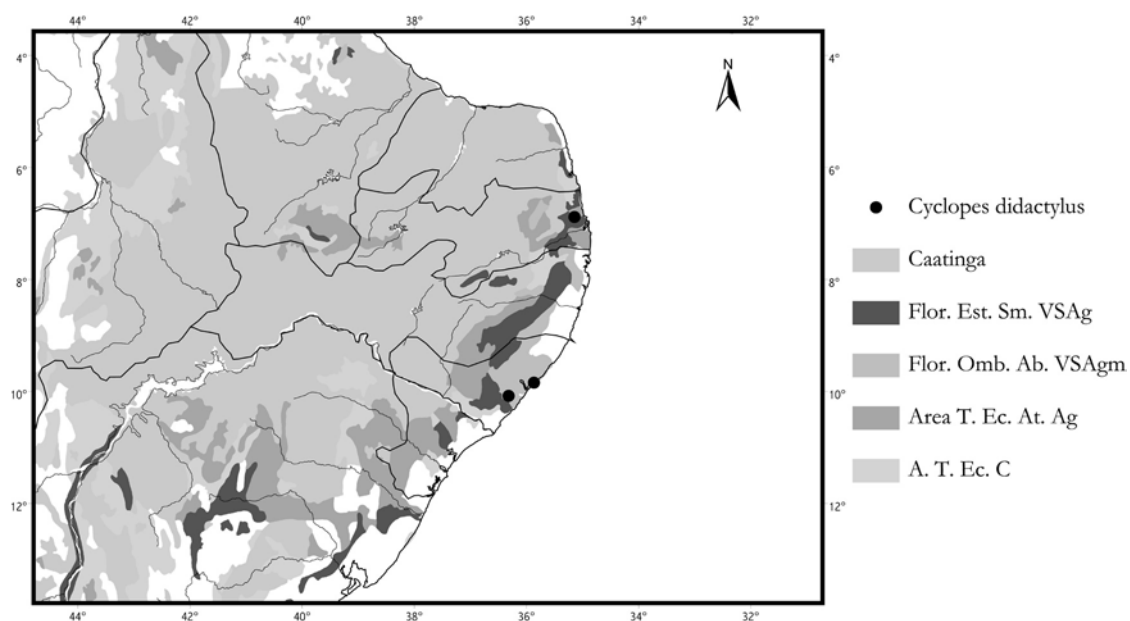 44° 42° 40° 38° 36° 34° 32°
4° 4°
N
6° 6°
Cyclopes didactylus
Caatinga
8° 8°
Flor. Est. Sm. VSAg
Flor. Omb. Ab. VSAgm
10° 10°
Area T. Ec. At. Ag
A. T. Ec. C
12° 12°
44° 42° 40° 38° 36° 34° 32°